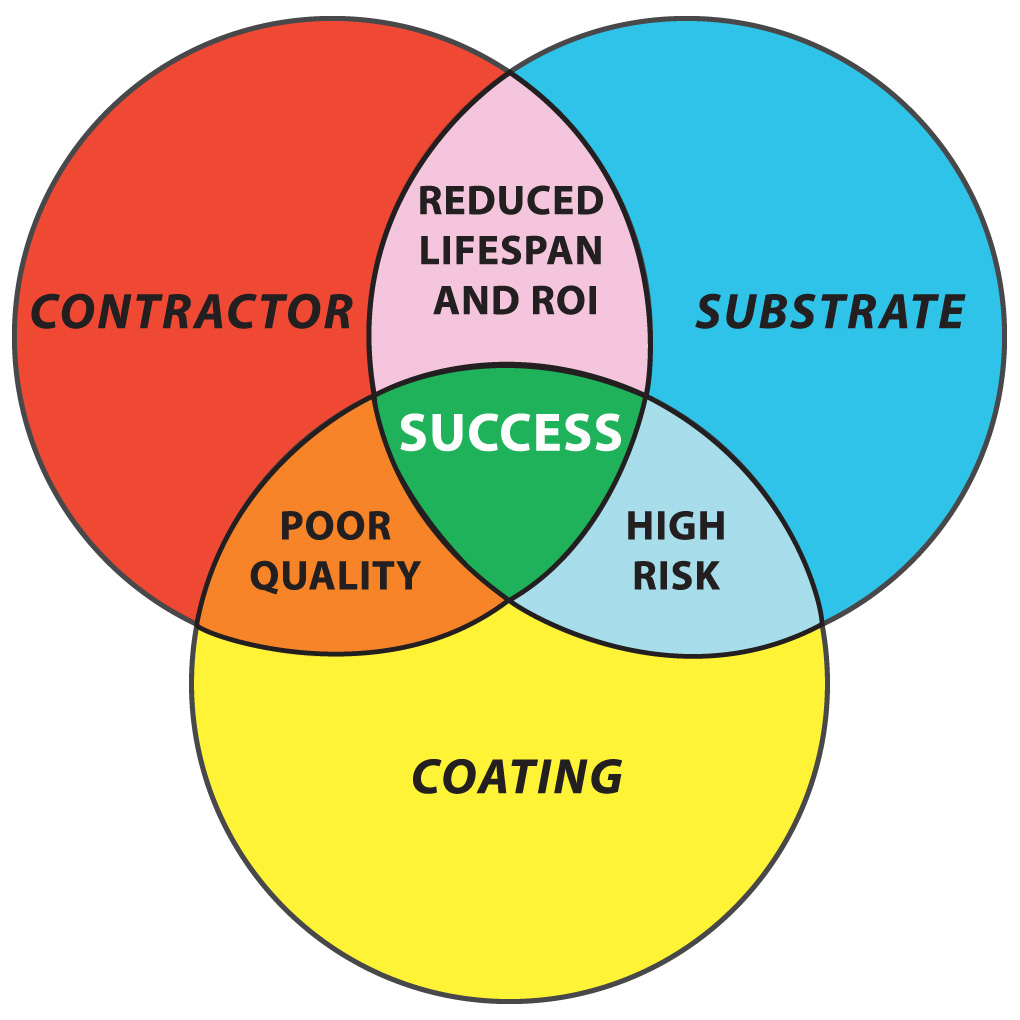 REDUCED
LIFESPAN
AND ROI
CONTRACTOR
SUBSTRATE
SUCCESS
POOR
QUALITY
HIGH
RISK
COATING